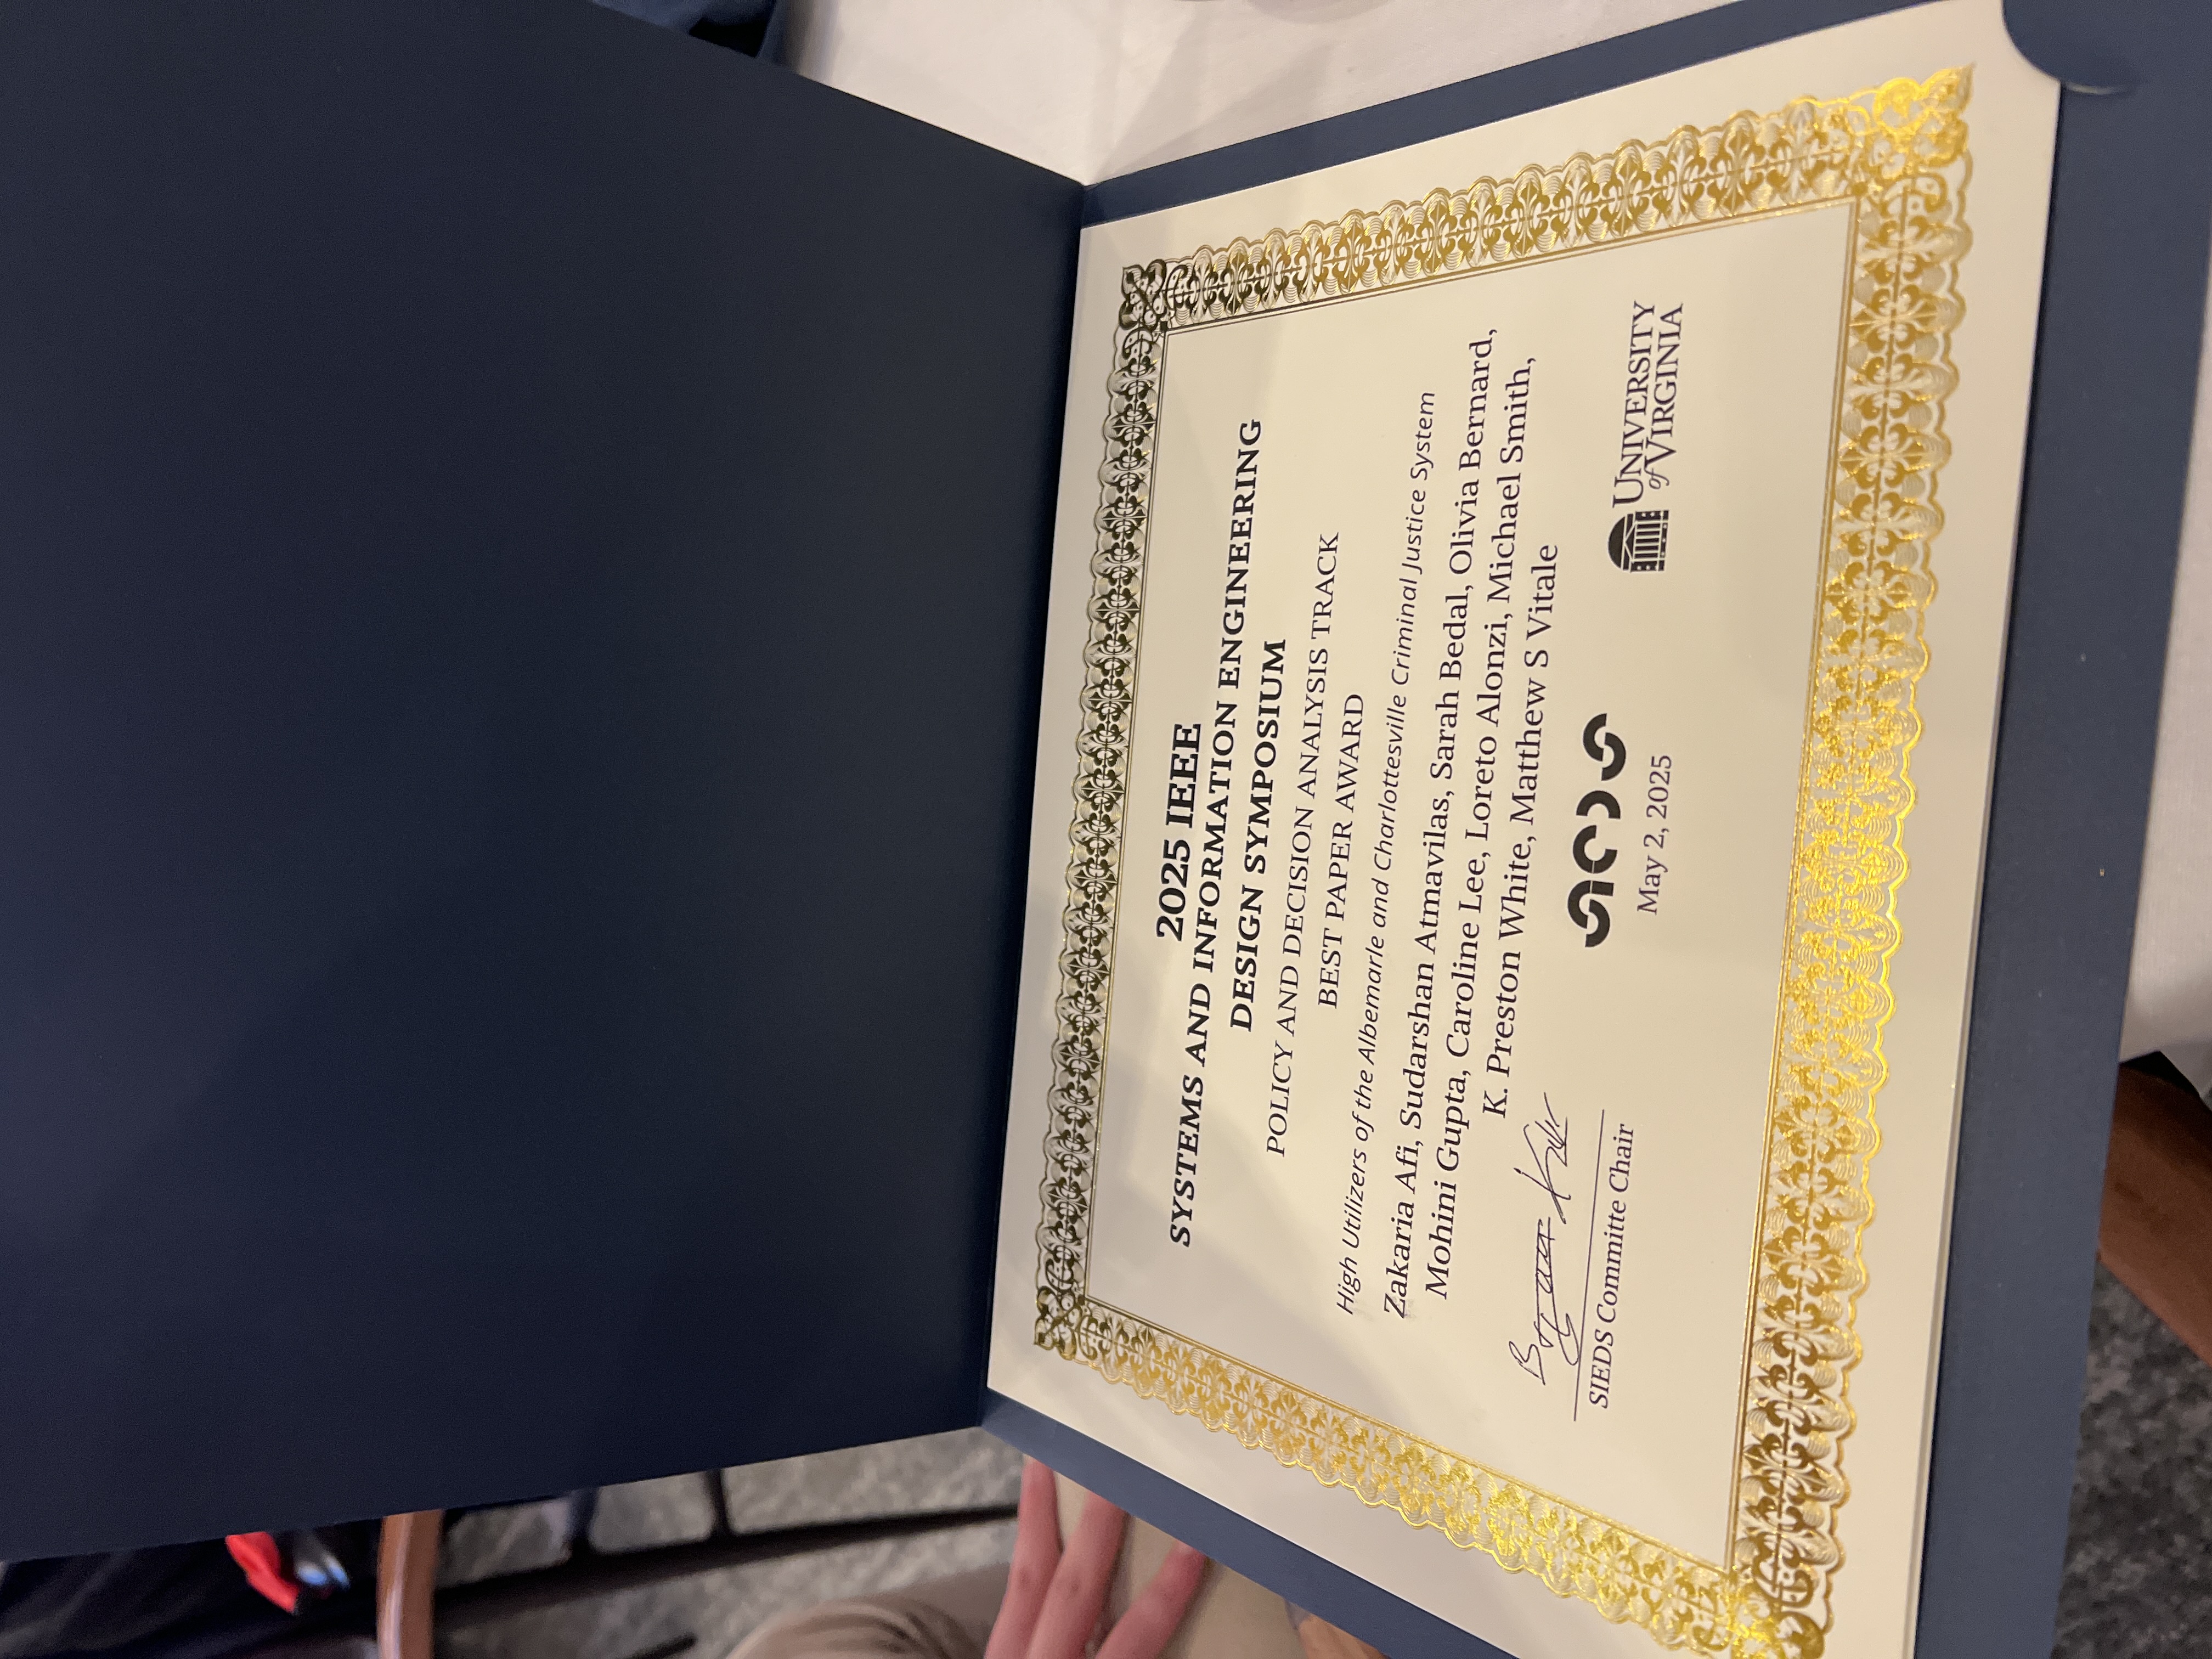 2025 IEEE
SYSTEMS AND INFORMATION ENGINEERING
DESIGN SYMPOSIUM
POLICY AND DECISION ANALYSIS TRACK
BEST PAPER AWARD
High Utilizers of the Albemarle and Charlottesville Criminal Justice System
Zakaria Afi, Sudarshan Atmavilas, Sarah Bedal, Olivia Bernard,
Mohini Gupta, Caroline Lee, Loreto Alonzi, Michael Smith,
K. Preston White, Matthew S Vitale
SIEDS Committe Chair
May 2, 2025
UNIVERSITY
of VIRGINIA